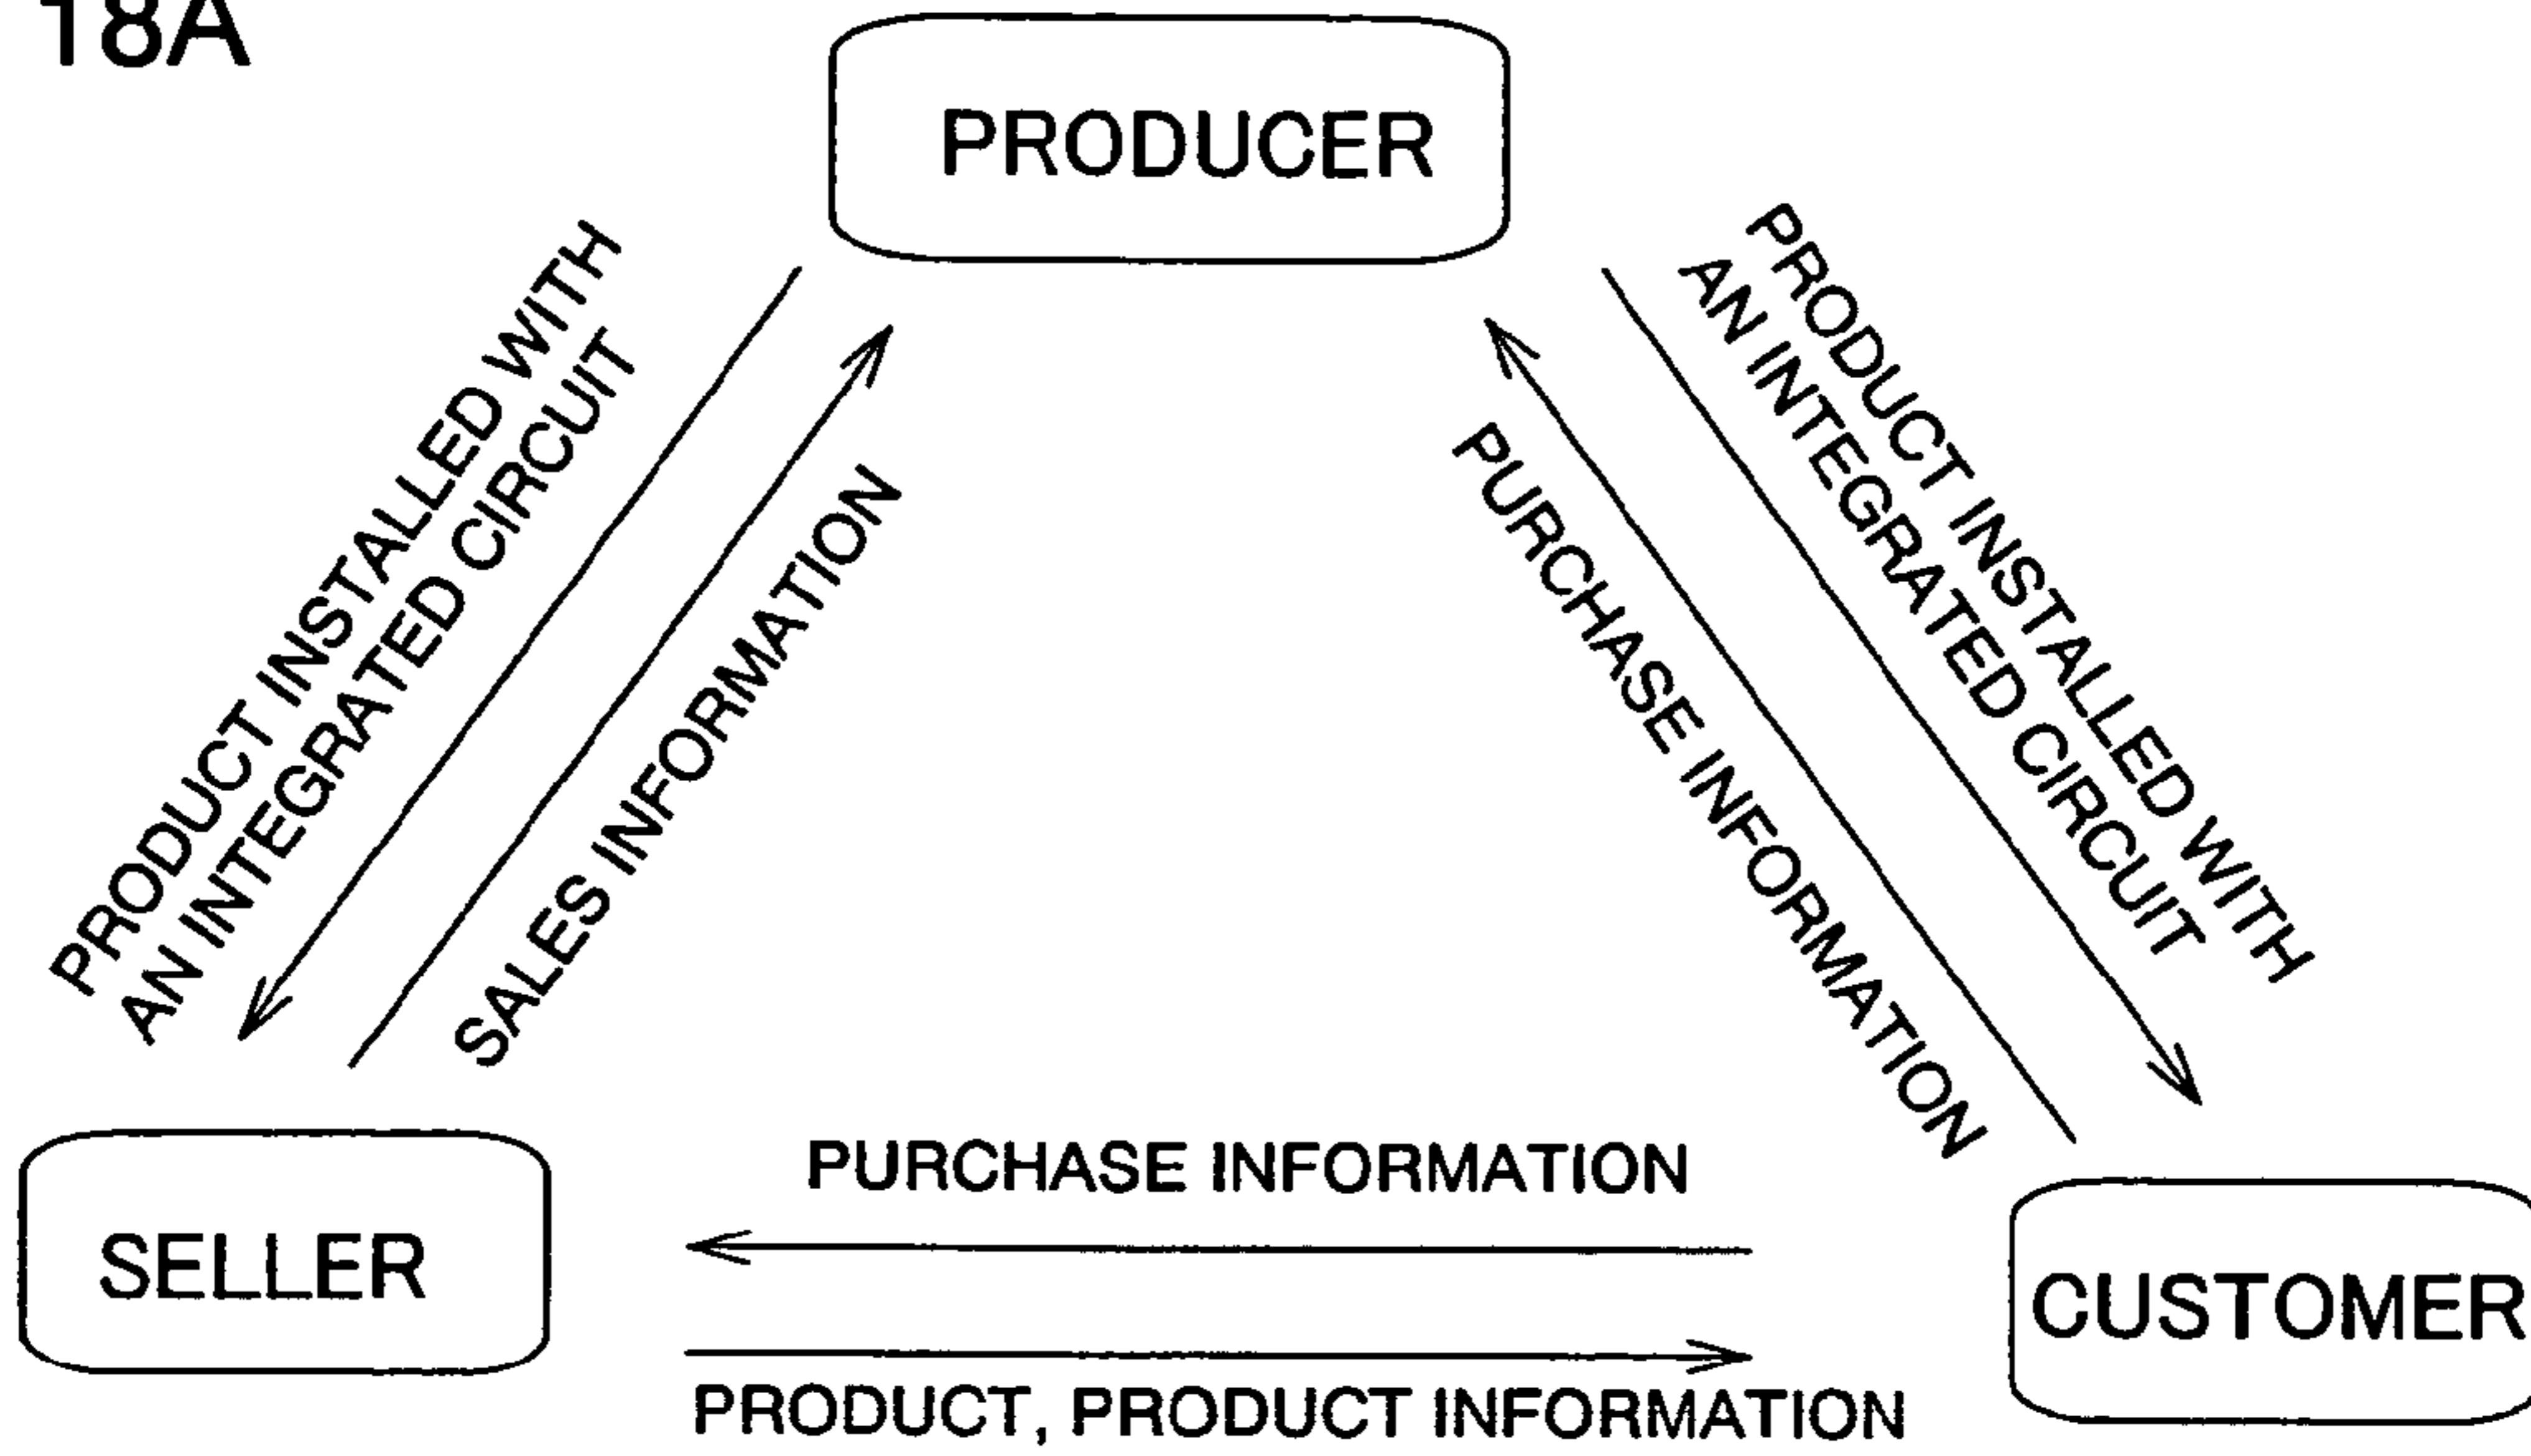 18A
PRODUCER
PRODUCT INSTALLED WITH
AN INTEGRATED CIRCUIT
SALES INFORMATION
PURCHASE INFORMATION
PRODUCT INSTALLED WITH
AN INTEGRATED CIRCUIT
SELLER
PURCHASE INFORMATION
PRODUCT, PRODUCT INFORMATION
CUSTOMER